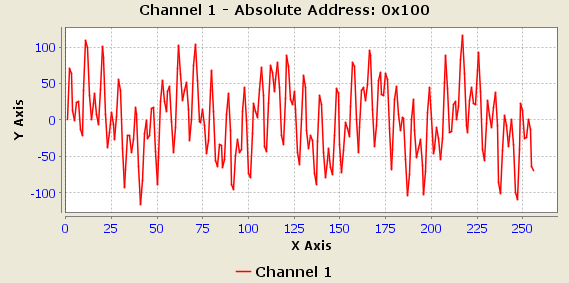 Channel 1 - Absolute Address: 0x100
Y Axis
100
50
0
-50
-100
0 25 50 75 100 125 150 175 200 225 250
X Axis
Channel 1